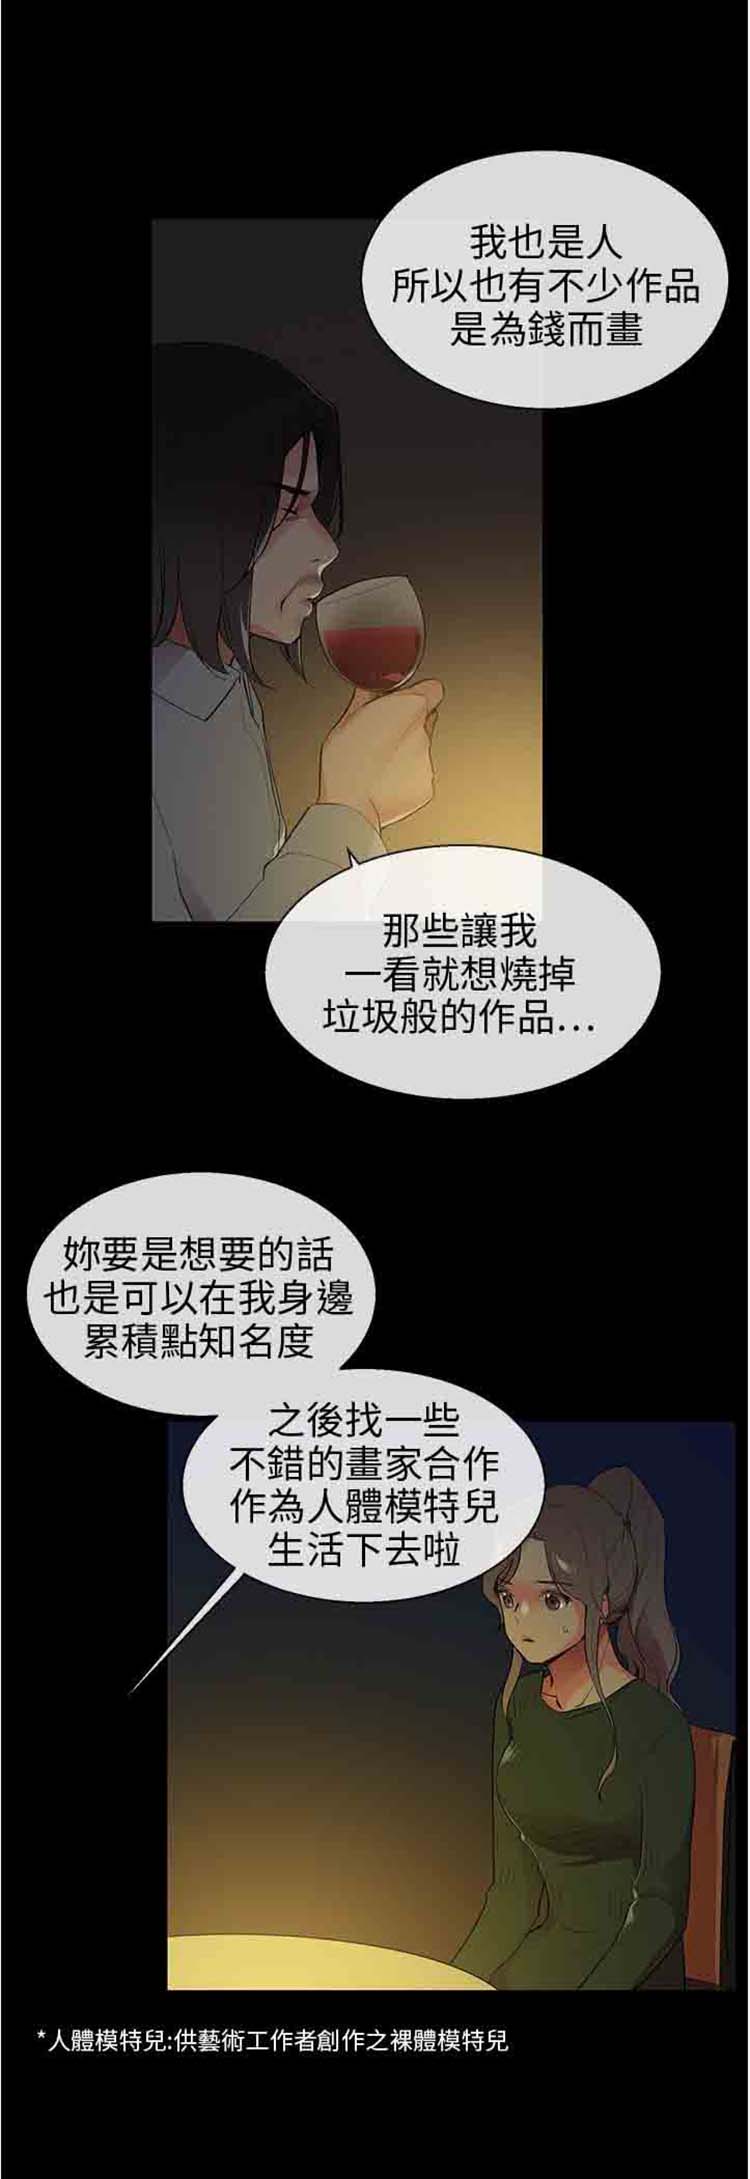 我也是人
所以也有不少作品
是為錢而畫
那些讓我
一看就想燒掉
垃圾般的作品...
妳要是想要的話
也是可以在我身邊
累積點知名度
之後找一些
不錯的畫家合作
作為人體模特兒
生活下去啦
*人體模特兒:供藝術工作者創作之裸體模特兒